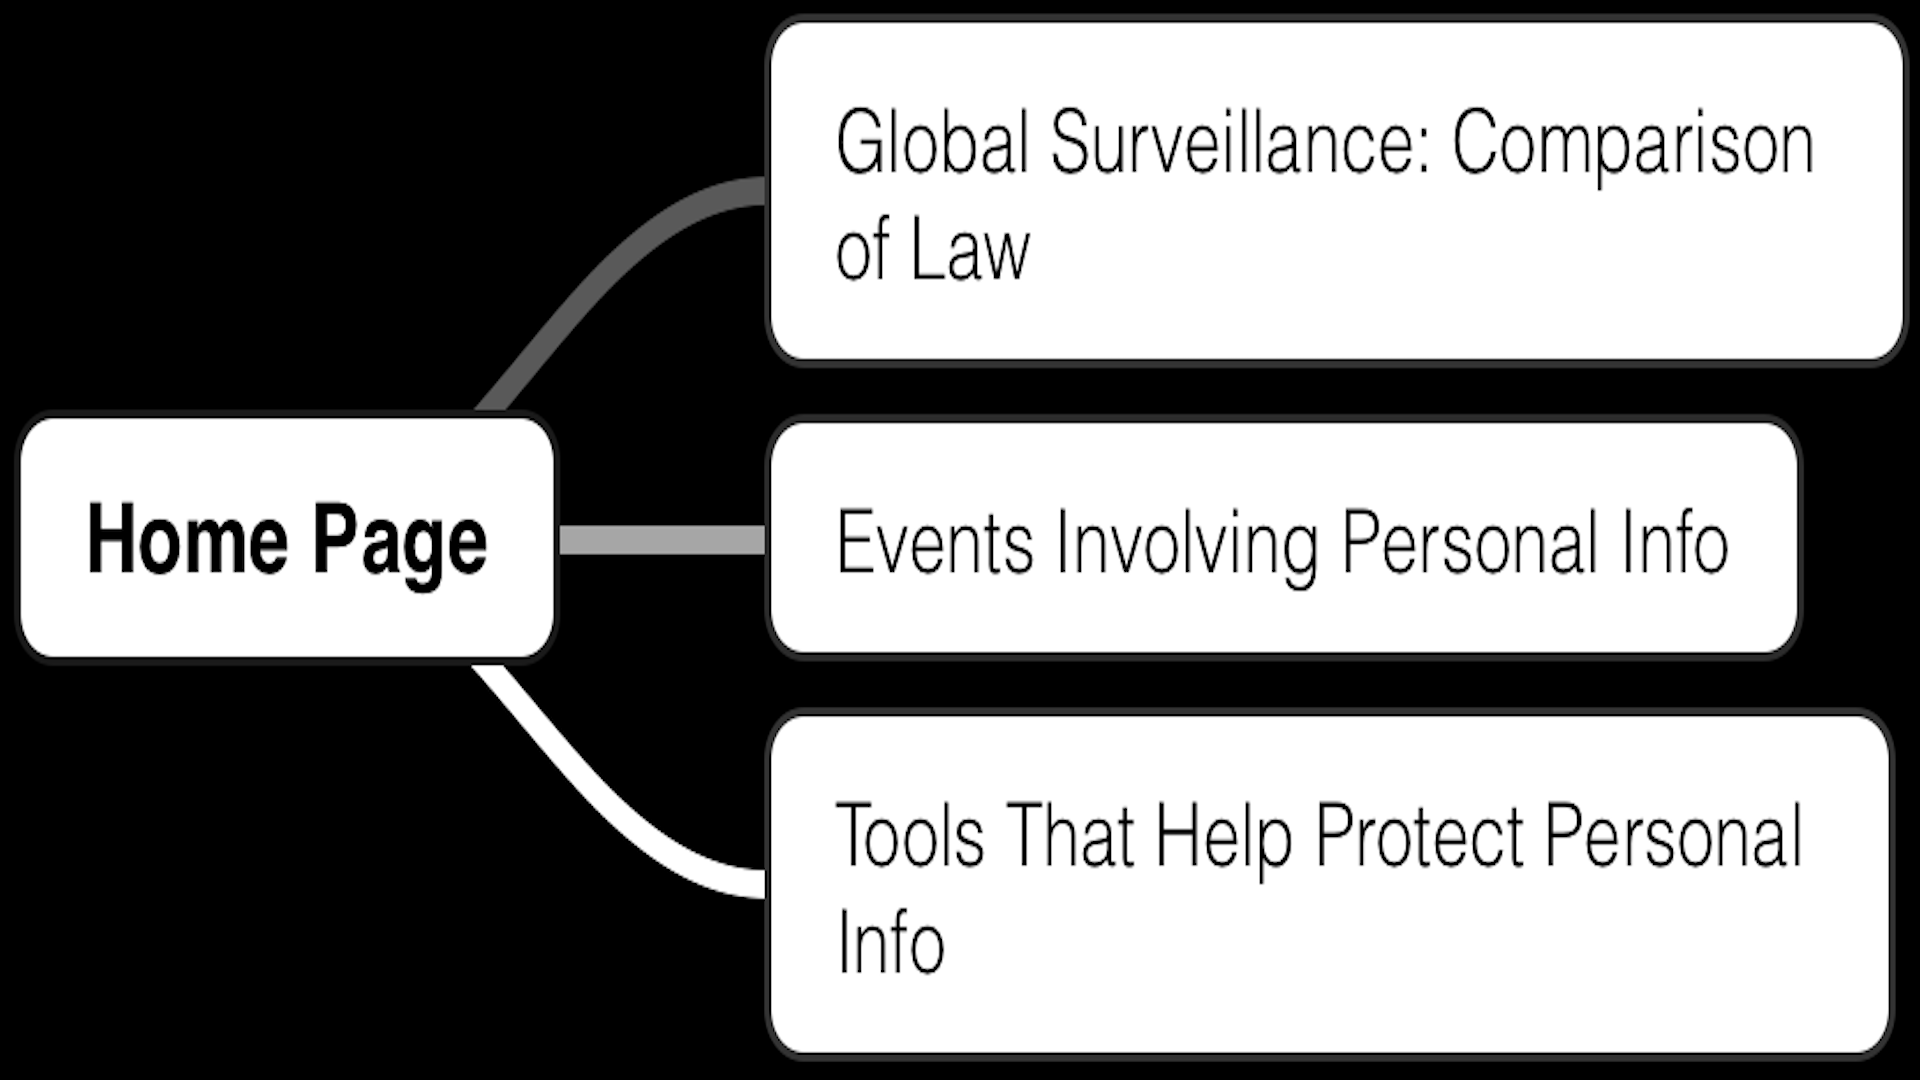 Global Surveillance: Comparison
of Law
Home Page
Events Involving Personal Info
Tools That Help Protect Personal
Info